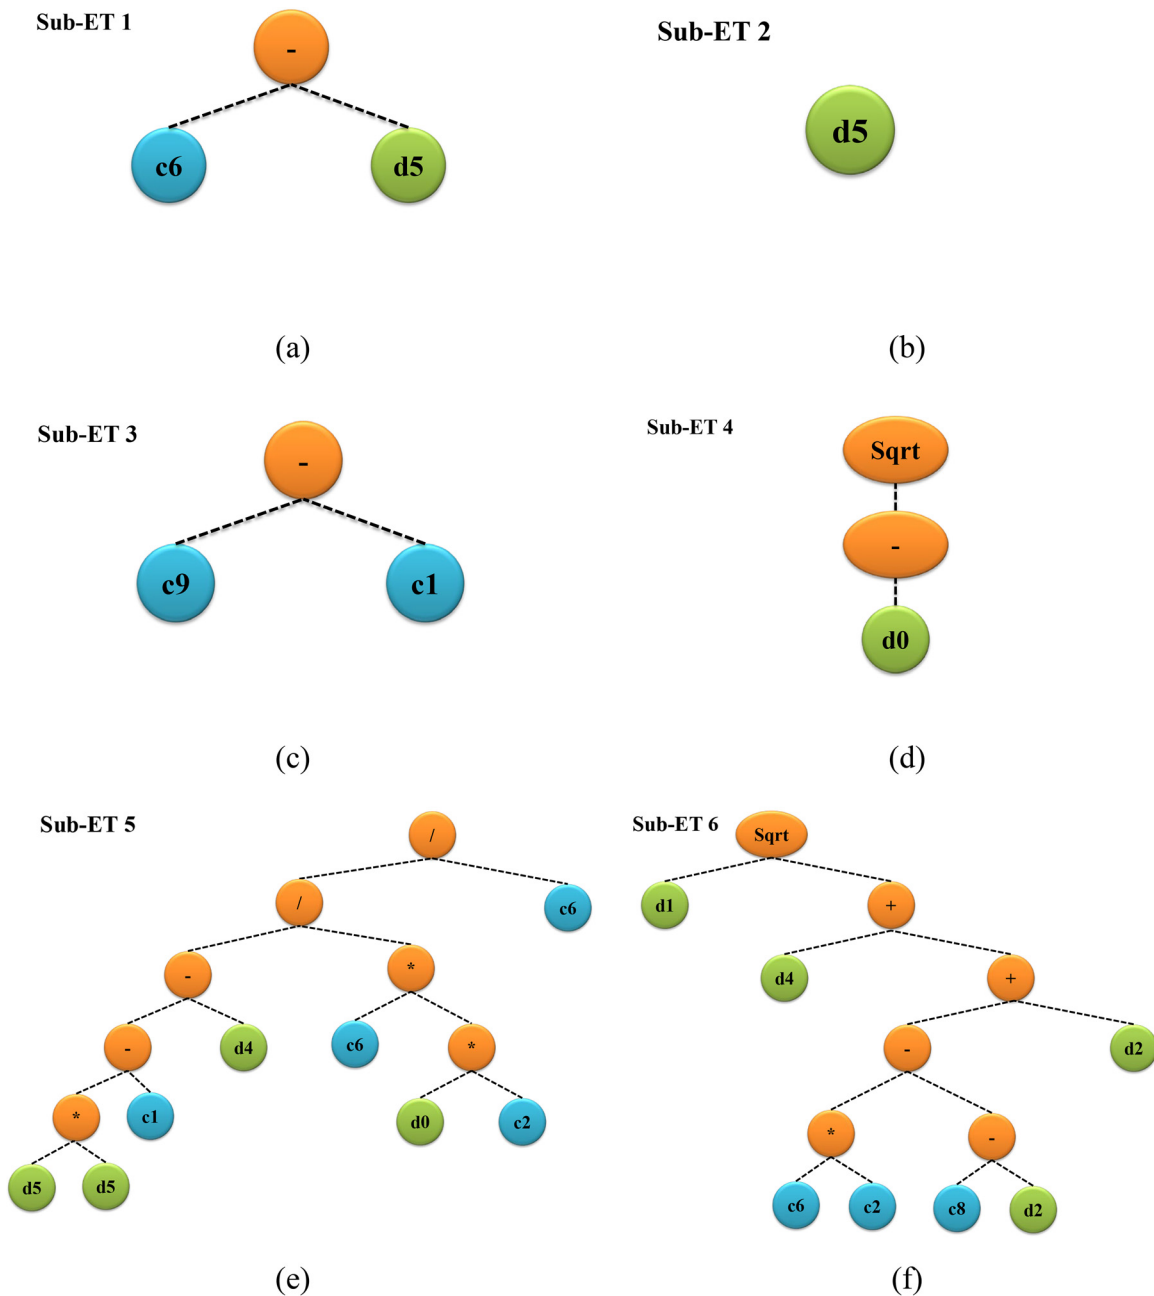 Sub-ET 1
-
c6 d5
(a)
Sub-ET 2
d5
(b)
Sub-ET 3
-
c9 c1
(c)
Sub-ET 4
Sqrt
-
d0
(d)
Sub-ET 5
/
/ c6
- *
- d4 c6 *
* c1 d0 c2
d5 d5
(e)
Sub-ET 6
Sqrt
d1 +
d4 +
- d2
* -
c6 c2 c8 d2
(f)